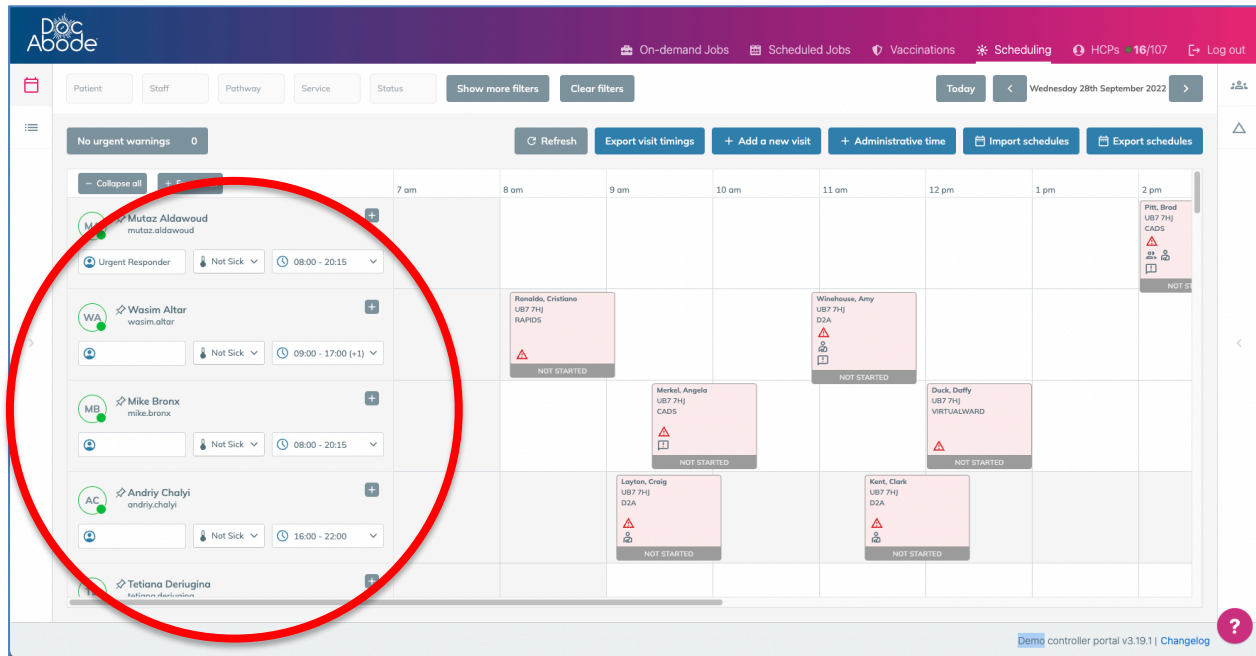 Doc
Abode
On-demand Jobs Scheduled Jobs Vaccinations Scheduling HCPs 16/107 Log out
Patient Staff Pathway Service Status Show more filters Clear filters Today < Wednesday 28th September 2022 >
No urgent warnings 0 Refresh Export visit timings + Add a new visit + Administrative time Import schedules Export schedules
− Collapse all +
7 am 8 am 9 am 10 am 11 am 12 pm 1 pm 2 pm
Mutaz Aldawoud
mutaz.aldawoud
Urgent Responder Not Sick 08:00 - 20:15
Pitt, Brad
UB7 7HJ
CADS
NOT ST
WA Wasim Altar
wasim.altar
Not Sick 09:00 - 17:00 (+1)
Ronaldo, Cristiano
UB7 7HJ
RAPIDS
NOT STARTED
Winehouse, Amy
UB7 7HJ
D2A
NOT STARTED
MB Mike Bronx
mike.bronx
Not Sick 08:00 - 20:15
Merkel, Angela
UB7 7HJ
CADS
NOT STARTED
Duck, Daffy
UB7 7HJ
VIRTUALWARD
NOT STARTED
AC Andriy Chalyi
andriy.chalyi
Not Sick 16:00 - 22:00
Layton, Craig
UB7 7HJ
D2A
NOT STARTED
Kent, Clark
UB7 7HJ
D2A
NOT STARTED
Tetiana Deriugina
tetiana.deriugina
?
Demo controller portal v3.19.1 | Changelog